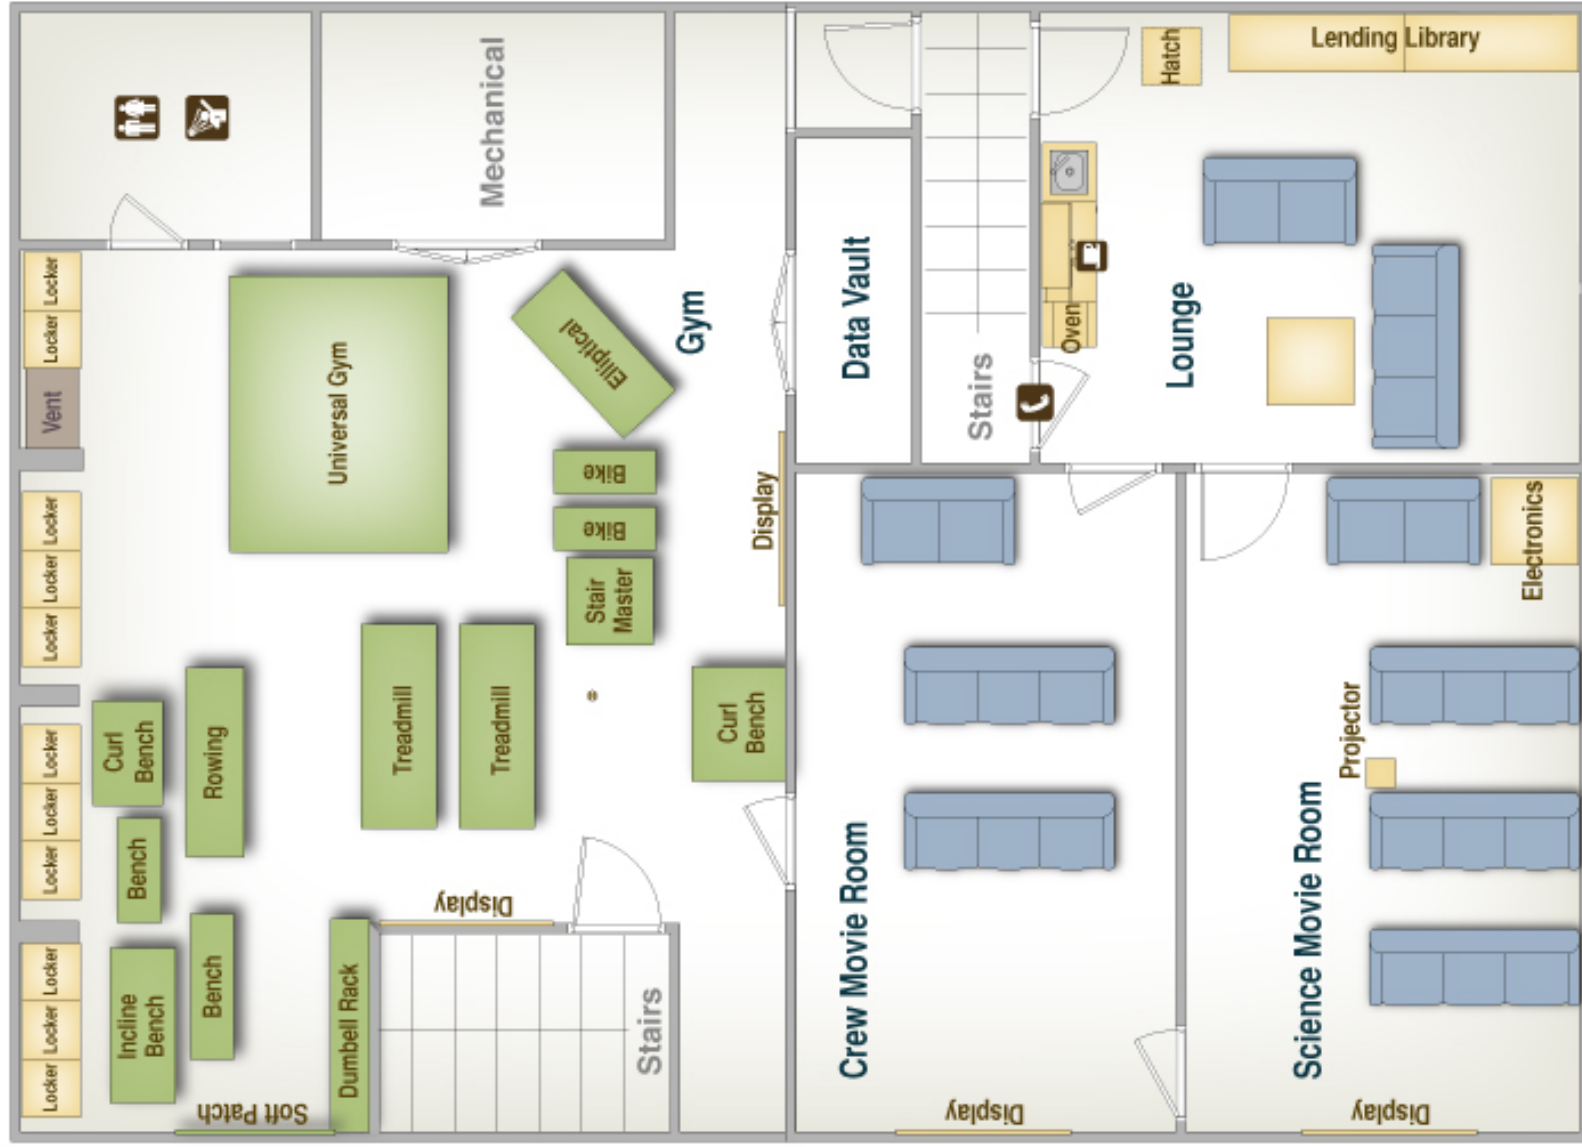 Mechanical
Lending Library
Hatch
Locker
Locker
Vent
Universal Gym
Elliptical
Gym
Data Vault
Stairs
Oven
Lounge
Bike
Bike
Display
Stair
Master
Electronics
Locker
Locker
Locker
Curl
Bench
Rowing
Treadmill
Treadmill
Curl
Bench
Projector
Locker
Locker
Locker
Bench
Display
Crew Movie Room
Science Movie Room
Locker
Locker
Locker
Incline
Bench
Bench
Dumbell Rack
Stairs
Soft Patch
Display
Display